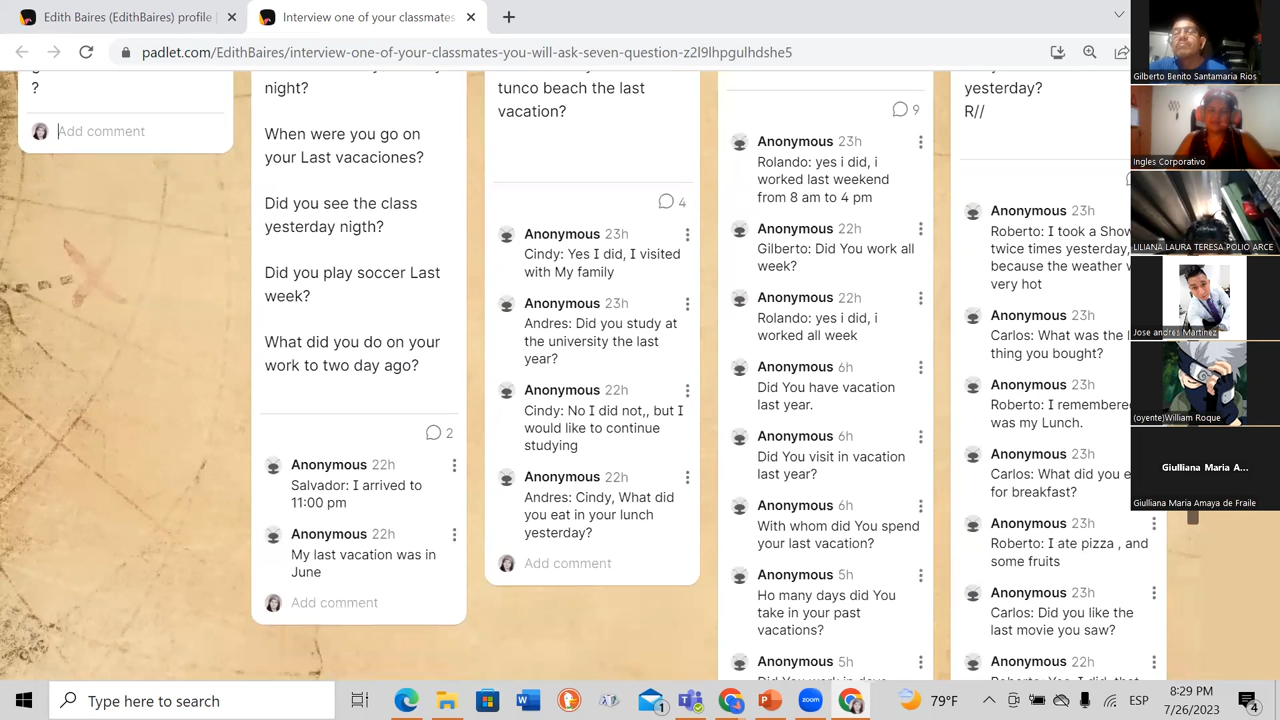 Edith Baires (EdithBaires) profile
Interview one of your classmates
padlet.com/EdithBaires/interview-one-of-your-classmates-you-will-ask-seven-question-z2l9lhpgulhdshe5
?
Add comment
night?
When were you go on
your Last vacaciones?
Did you see the class
yesterday nigth?
Did you play soccer Last
week?
What did you do on your
work to two day ago?
2
Anonymous 22h
Salvador: I arrived to
11:00 pm
Anonymous 22h
My last vacation was in
June
Add comment
tunco beach the last
vacation?
4
Anonymous 23h
Cindy: Yes I did, I visited
with My family
Anonymous 23h
Andres: Did you study at
the university the last
year?
Anonymous 22h
Cindy: No I did not,, but I
would like to continue
studying
Anonymous 22h
Andres: Cindy, What did
you eat in your lunch
yesterday?
Add comment
9
Anonymous 23h
Rolando: yes i did, i
worked last weekend
from 8 am to 4 pm
Anonymous 22h
Gilberto: Did You work all
week?
Anonymous 22h
Rolando: yes i did, i
worked all week
Anonymous 6h
Did You have vacation
last year.
Anonymous 6h
Did You visit in vacation
last year?
Anonymous 6h
With whom did You spend
your last vacation?
Anonymous 5h
Ho many days did You
take in your past
vacations?
Anonymous 5h
yesterday?
R//
Anonymous 23h
Roberto: I took a Show
twice times yesterday,
because the weather
very hot
Anonymous 23h
Carlos: What was the
thing you bought?
Anonymous 23h
Roberto: I remembere
was my Lunch.
Anonymous 23h
Carlos: What did you e
for breakfast?
Anonymous 23h
Roberto: I ate pizza , and
some fruits
Anonymous 23h
Carlos: Did you like the
last movie you saw?
Anonymous 22h
Gilberto Benito Santamaria Rios
Ingles Corporativo
LILIANA LAURA TERESA POLIO ARCE
Jose andres Martinez
(oyente)William Roque
Giulliana Maria A...
Giulliana Maria Amaya de Fraile
Type here to search
1
zoom
79°F
ESP
8:29 PM
7/26/2023
4